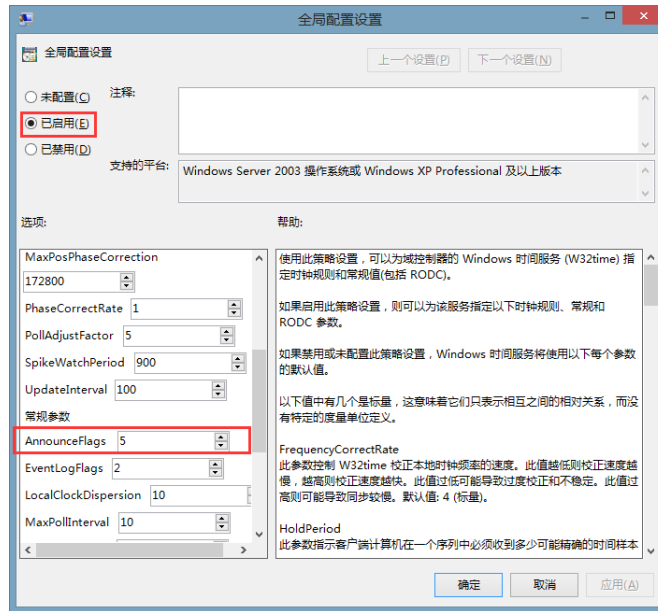 全局配置设置
全局配置设置
上一个设置(P)
下一个设置(N)
未配置(C)
注释:
已启用(E)
已禁用(D)
支持的平台:
Windows Server 2003 操作系统或 Windows XP Professional 及以上版本
选项:
帮助:
MaxPosPhaseCorrection
172800
PhaseCorrectRate 1
PollAdjustFactor 5
SpikeWatchPeriod 900
UpdateInterval 100
常规参数
AnnounceFlags 5
EventLogFlags 2
LocalClockDispersion 10
MaxPollInterval 10
使用此策略设置，可以为域控制器的 Windows 时间服务 (W32time) 指
定时钟规则和常规值(包括 RODC)。
如果启用此策略设置，则可以为该服务指定以下时钟规则、常规和
RODC 参数。
如果禁用或未配置此策略设置，Windows 时间服务将使用以下每个参数
的默认值。
以下值中有几个是标量，这意味着它们只表示相互之间的相对关系，而没
有特定的度量单位定义。
FrequencyCorrectRate
此参数控制 W32time 校正本地时钟频率的速度。此值越低则校正速度越
慢，越高则校正速度越快。此值过低可能导致过度校正和不稳定。此值过
高则可能导致同步较慢。默认值: 4 (标量)。
HoldPeriod
此参数指示客户端计算机在一个序列中必须收到多少可能精确的时间样本
确定
取消
应用(A)